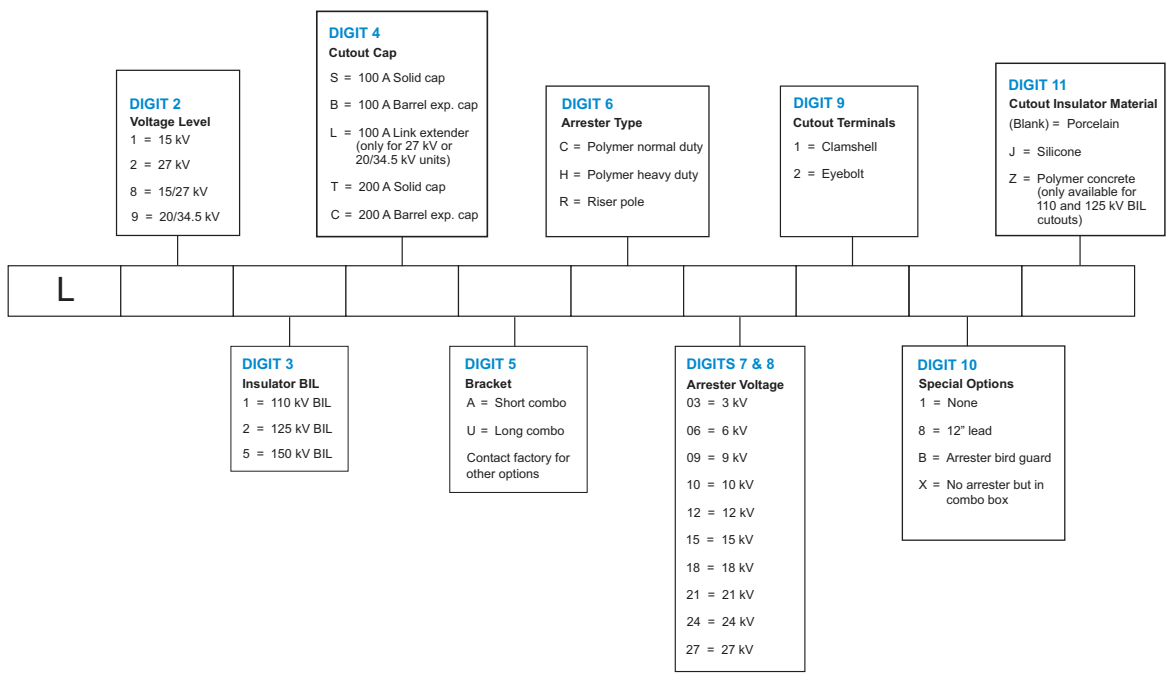 DIGIT 4
Cutout Cap
S = 100 A Solid cap
B = 100 A Barrel exp. cap
L = 100 A Link extender
(only for 27 kV or
20/34.5 kV units)
T = 200 A Solid cap
C = 200 A Barrel exp. cap
DIGIT 2
Voltage Level
1 = 15 kV
2 = 27 kV
8 = 15/27 kV
9 = 20/34.5 kV
DIGIT 6
Arrester Type
C = Polymer normal duty
H = Polymer heavy duty
R = Riser pole
DIGIT 9
Cutout Terminals
1 = Clamshell
2 = Eyebolt
DIGIT 11
Cutout Insulator Material
(Blank) = Porcelain
J = Silicone
Z = Polymer concrete
(only available for
110 and 125 kV BIL
cutouts)
L
DIGIT 3
Insulator BIL
1 = 110 kV BIL
2 = 125 kV BIL
5 = 150 kV BIL
DIGIT 5
Bracket
A = Short combo
U = Long combo
Contact factory for
other options
DIGITS 7 & 8
Arrester Voltage
03 = 3 kV
06 = 6 kV
09 = 9 kV
10 = 10 kV
12 = 12 kV
15 = 15 kV
18 = 18 kV
21 = 21 kV
24 = 24 kV
27 = 27 kV
DIGIT 10
Special Options
1 = None
8 = 12” lead
B = Arrester bird guard
X = No arrester but in
combo box